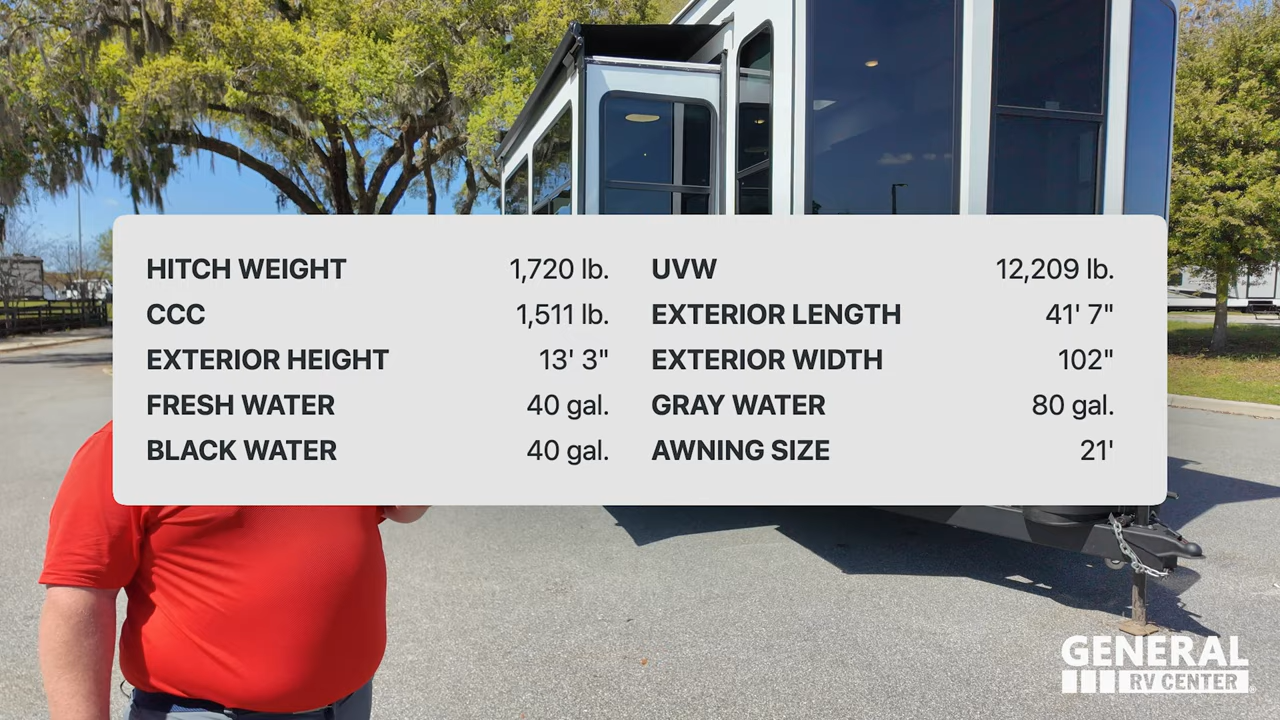 HITCH WEIGHT 1,720 lb. UVW 12,209 lb.
CCC 1,511 lb. EXTERIOR LENGTH 41' 7"
EXTERIOR HEIGHT 13' 3" EXTERIOR WIDTH 102"
FRESH WATER 40 gal. GRAY WATER 80 gal.
BLACK WATER 40 gal. AWNING SIZE 21'
GENERAL
RV CENTER